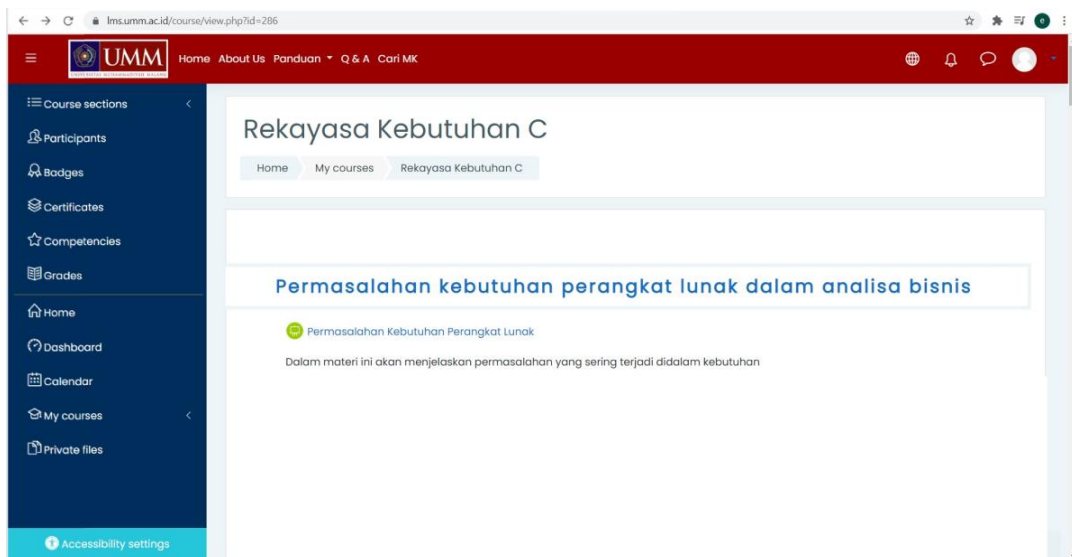 lms.umm.ac.id/course/view.php?id=286
e
UMM
Home About Us Panduan Q & A Cari MK
Course sections
Participants
Badges
Certificates
Competencies
Grades
Home
Dashboard
Calendar
My courses
Private files
Accessibility settings
Rekayasa Kebutuhan C
Home My courses Rekayasa Kebutuhan C
Permasalahan kebutuhan perangkat lunak dalam analisa bisnis
Permasalahan Kebutuhan Perangkat Lunak
Dalam materi ini akan menjelaskan permasalahan yang sering terjadi didalam kebutuhan